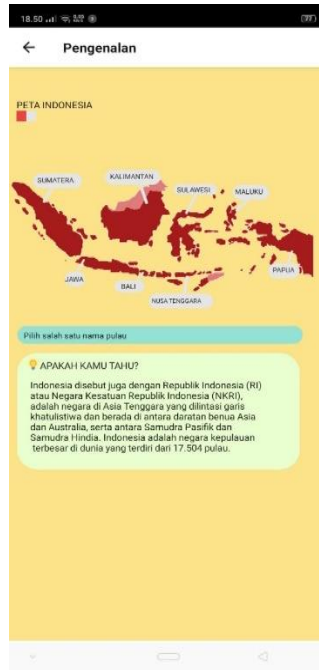 18.50
77
Pengenalan
PETA INDONESIA
SUMATERA
KALIMANTAN
SULAWESI
MALUKU
JAWA
BALI
NUSA TENGGARA
PAPUA
Pilih salah satu nama pulau
APAKAH KAMU TAHU?
Indonesia disebut juga dengan Republik Indonesia (RI)
atau Negara Kesatuan Republik Indonesia (NKRI),
adalah negara di Asia Tenggara yang dilintasi garis
khatulistiwa dan berada di antara daratan benua Asia
dan Australia, serta antara Samudra Pasifik dan
Samudra Hindia. Indonesia adalah negara kepulauan
terbesar di dunia yang terdiri dari 17.504 pulau.